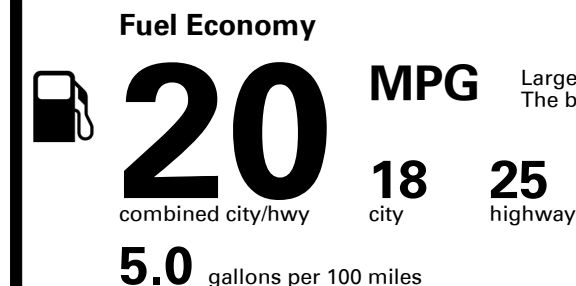 Fuel Economy
20 MPG
Large
The b
18 25
combined city/hwy city highway
5.0 gallons per 100 miles